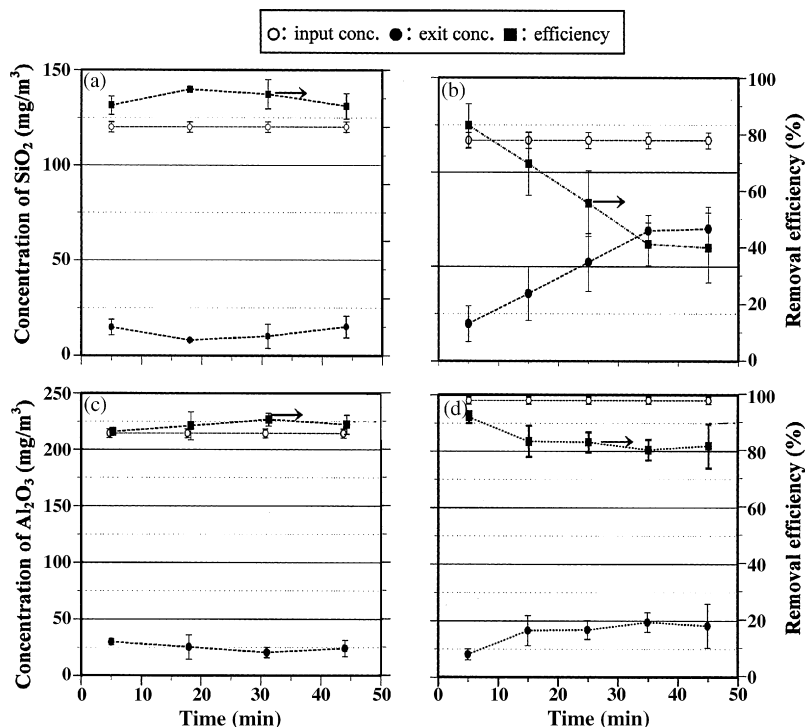 ○: input conc. ●: exit conc. ■: efficiency
(a)
150
100
50
0
Concentration of SiO₂ (mg/m³)
(b)
100
80
60
40
20
0
Removal efficiency (%)
(c)
250
200
150
100
50
0
Concentration of Al₂O₃ (mg/m³)
0 10 20 30 40 50
Time (min)
(d)
100
80
60
40
20
0
Removal efficiency (%)
0 10 20 30 40 50
Time (min)